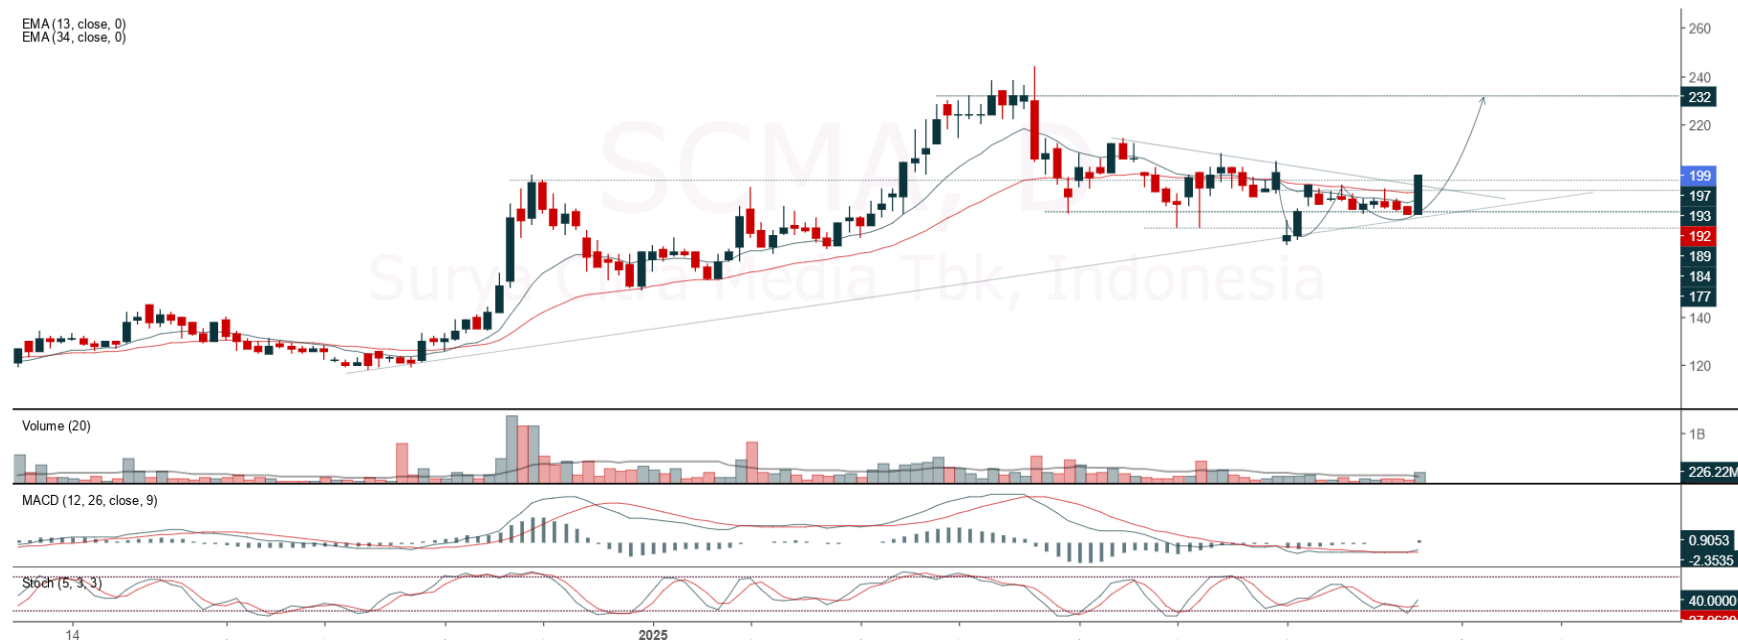 EMA (13, close, 0)
EMA (34, close, 0)
SCMA, D
Surya Citra Media Tbk, Indonesia
260
240
232
220
199
197
193
192
189
184
177
140
120
Volume (20)
1B
226.22M
MACD (12, 26, close, 9)
0.9053
-2.3535
Stoch (5, 3, 3)
40.0000
14
2025